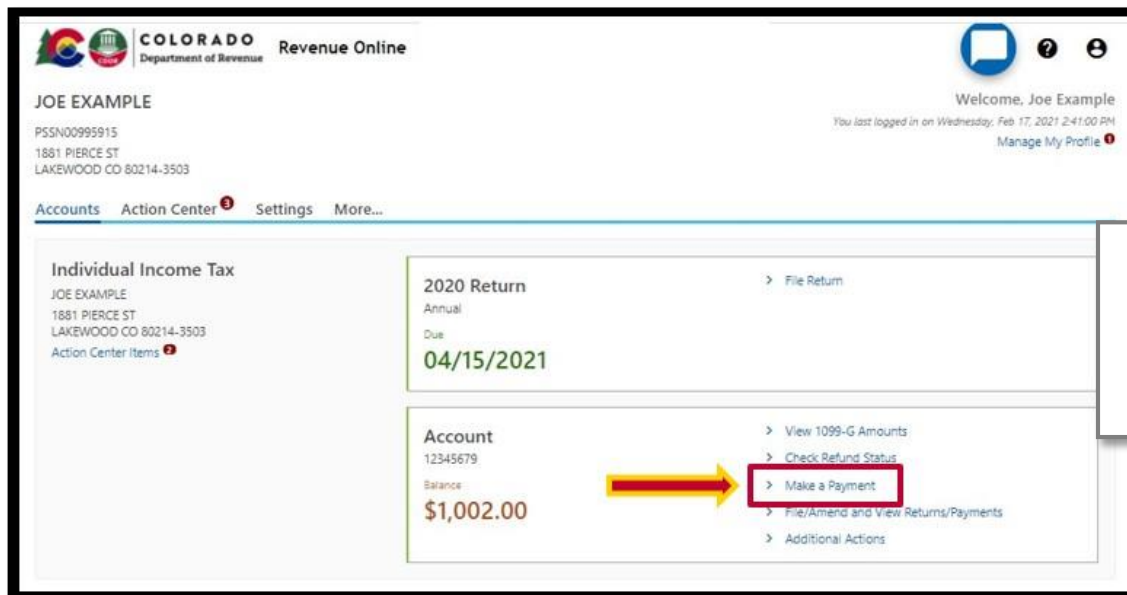 COLORADO
Department of Revenue
CDOR
Revenue Online
JOE EXAMPLE
PSSN00995915
1881 PIERCE ST
LAKEWOOD CO 80214-3503
Welcome, Joe Example
You last logged in on Wednesday, Feb 17, 2021 2:41:00 PM
Manage My Profile 1
Accounts Action Center 3 Settings More...
Individual Income Tax
JOE EXAMPLE
1881 PIERCE ST
LAKEWOOD CO 80214-3503
Action Center Items 2
2020 Return
Annual
Due
04/15/2021
> File Return
Account
12345679
Balance
$1,002.00
> View 1099-G Amounts
> Check Refund Status
> Make a Payment
> File/Amend and View Returns/Payments
> Additional Actions